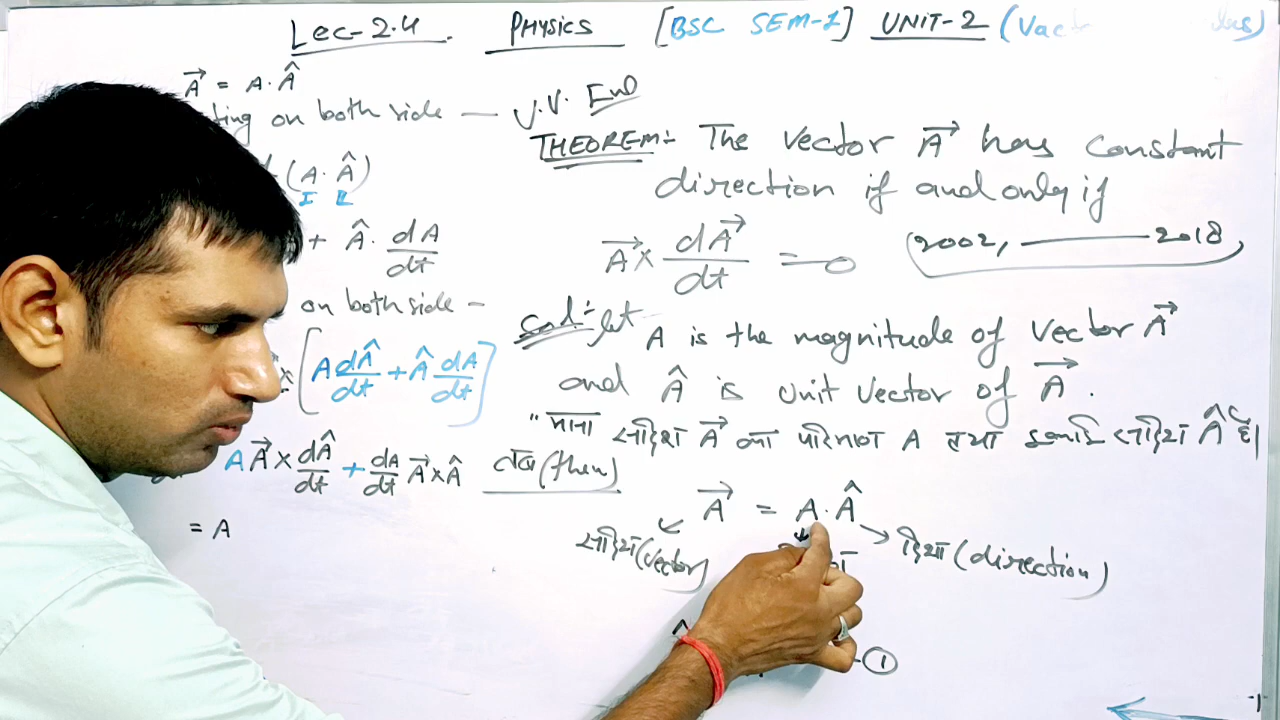 Lec-2.4 PHYSICS [BSC SEM-1] UNIT-2 (Vac
A⃗ = A. Â
ting on both side — U.V. Eno
(A. Â)
I II
+ Â. dA/dt
on both side -
× [A dÂ/dt + Â dA/dt]
A A⃗ × dÂ/dt + dA/dt A⃗ × Â
= A
THEOREM:- The vector A⃗ has constant
direction if and only if
A⃗ × dA⃗/dt = 0 (2002, ——— 2018)
Sol:- let A is the magnitude of vector A⃗
and Â is unit vector of A⃗.
"माना सदिश A⃗ का परिमाण A तथा इकाई सदिश Â है।
तब (then)
A⃗ = A. Â
सदिश (vector) दिशा (direction)
①